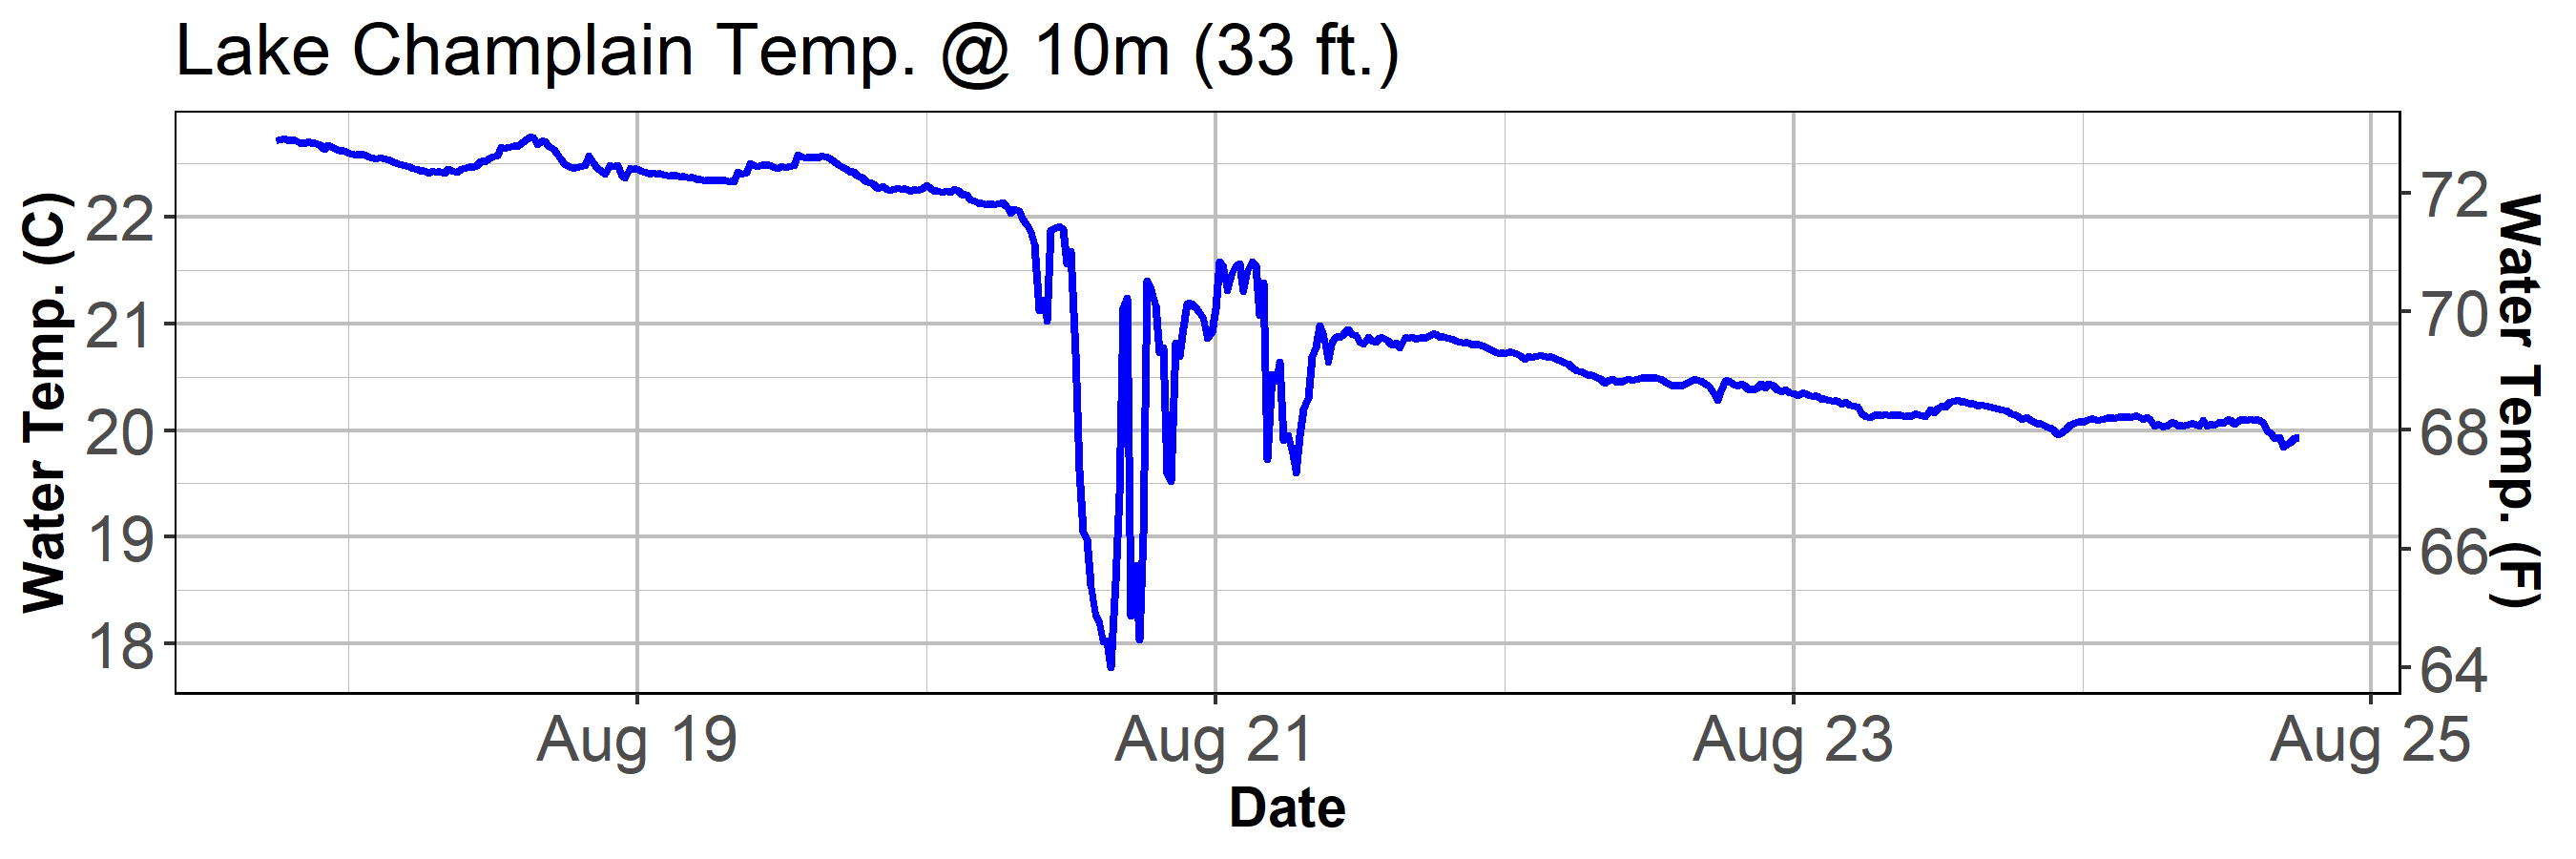 Lake Champlain Temp. @ 10m (33 ft.)
Water Temp. (C)
22
21
20
19
18
72
70
68
66
64
Water Temp. (F)
Aug 19
Aug 21
Aug 23
Aug 25
Date